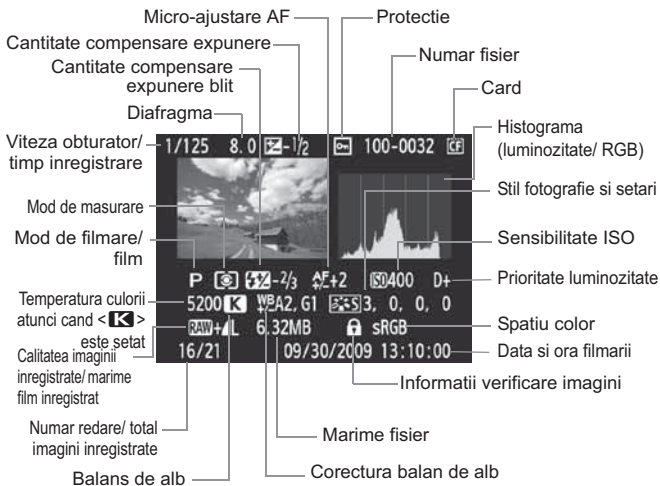 Micro-ajustare AF
Protectie
Cantitate compensare expunere
Numar fisier
Cantitate compensare
expunere blit
Card
Diafragma
Histograma
(luminozitate/ RGB)
Viteza obturator/
timp inregistrare
1/125 8.0 -1/2 100-0032 CF
Stil fotografie si setari
Mod de masurare
Sensibilitate ISO
Mod de filmare/
film
P -2/3 AF+2 ISO400 D+
Prioritate luminozitate
Temperatura culorii
atunci cand < K >
este setat
5200 K WB A2, G1 S 3, 0, 0, 0
RAW+L 6.32MB sRGB
Spatiu color
Calitatea imaginii
inregistrate/ marime
film inregistrat
16/21 09/30/2009 13:10:00
Data si ora filmarii
Informatii verificare imagini
Numar redare/ total
imagini inregistrate
Marime fisier
Balans de alb
Corectura balan de alb